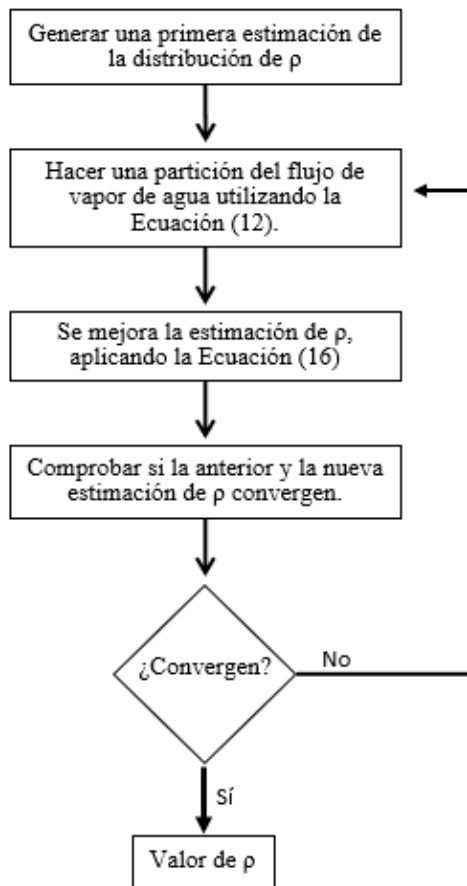 Generar una primera estimación de
la distribución de ρ
Hacer una partición del flujo de
vapor de agua utilizando la
Ecuación (12).
Se mejora la estimación de ρ,
aplicando la Ecuación (16)
Comprobar si la anterior y la nueva
estimación de ρ convergen.
¿Convergen?
No
Sí
Valor de ρ